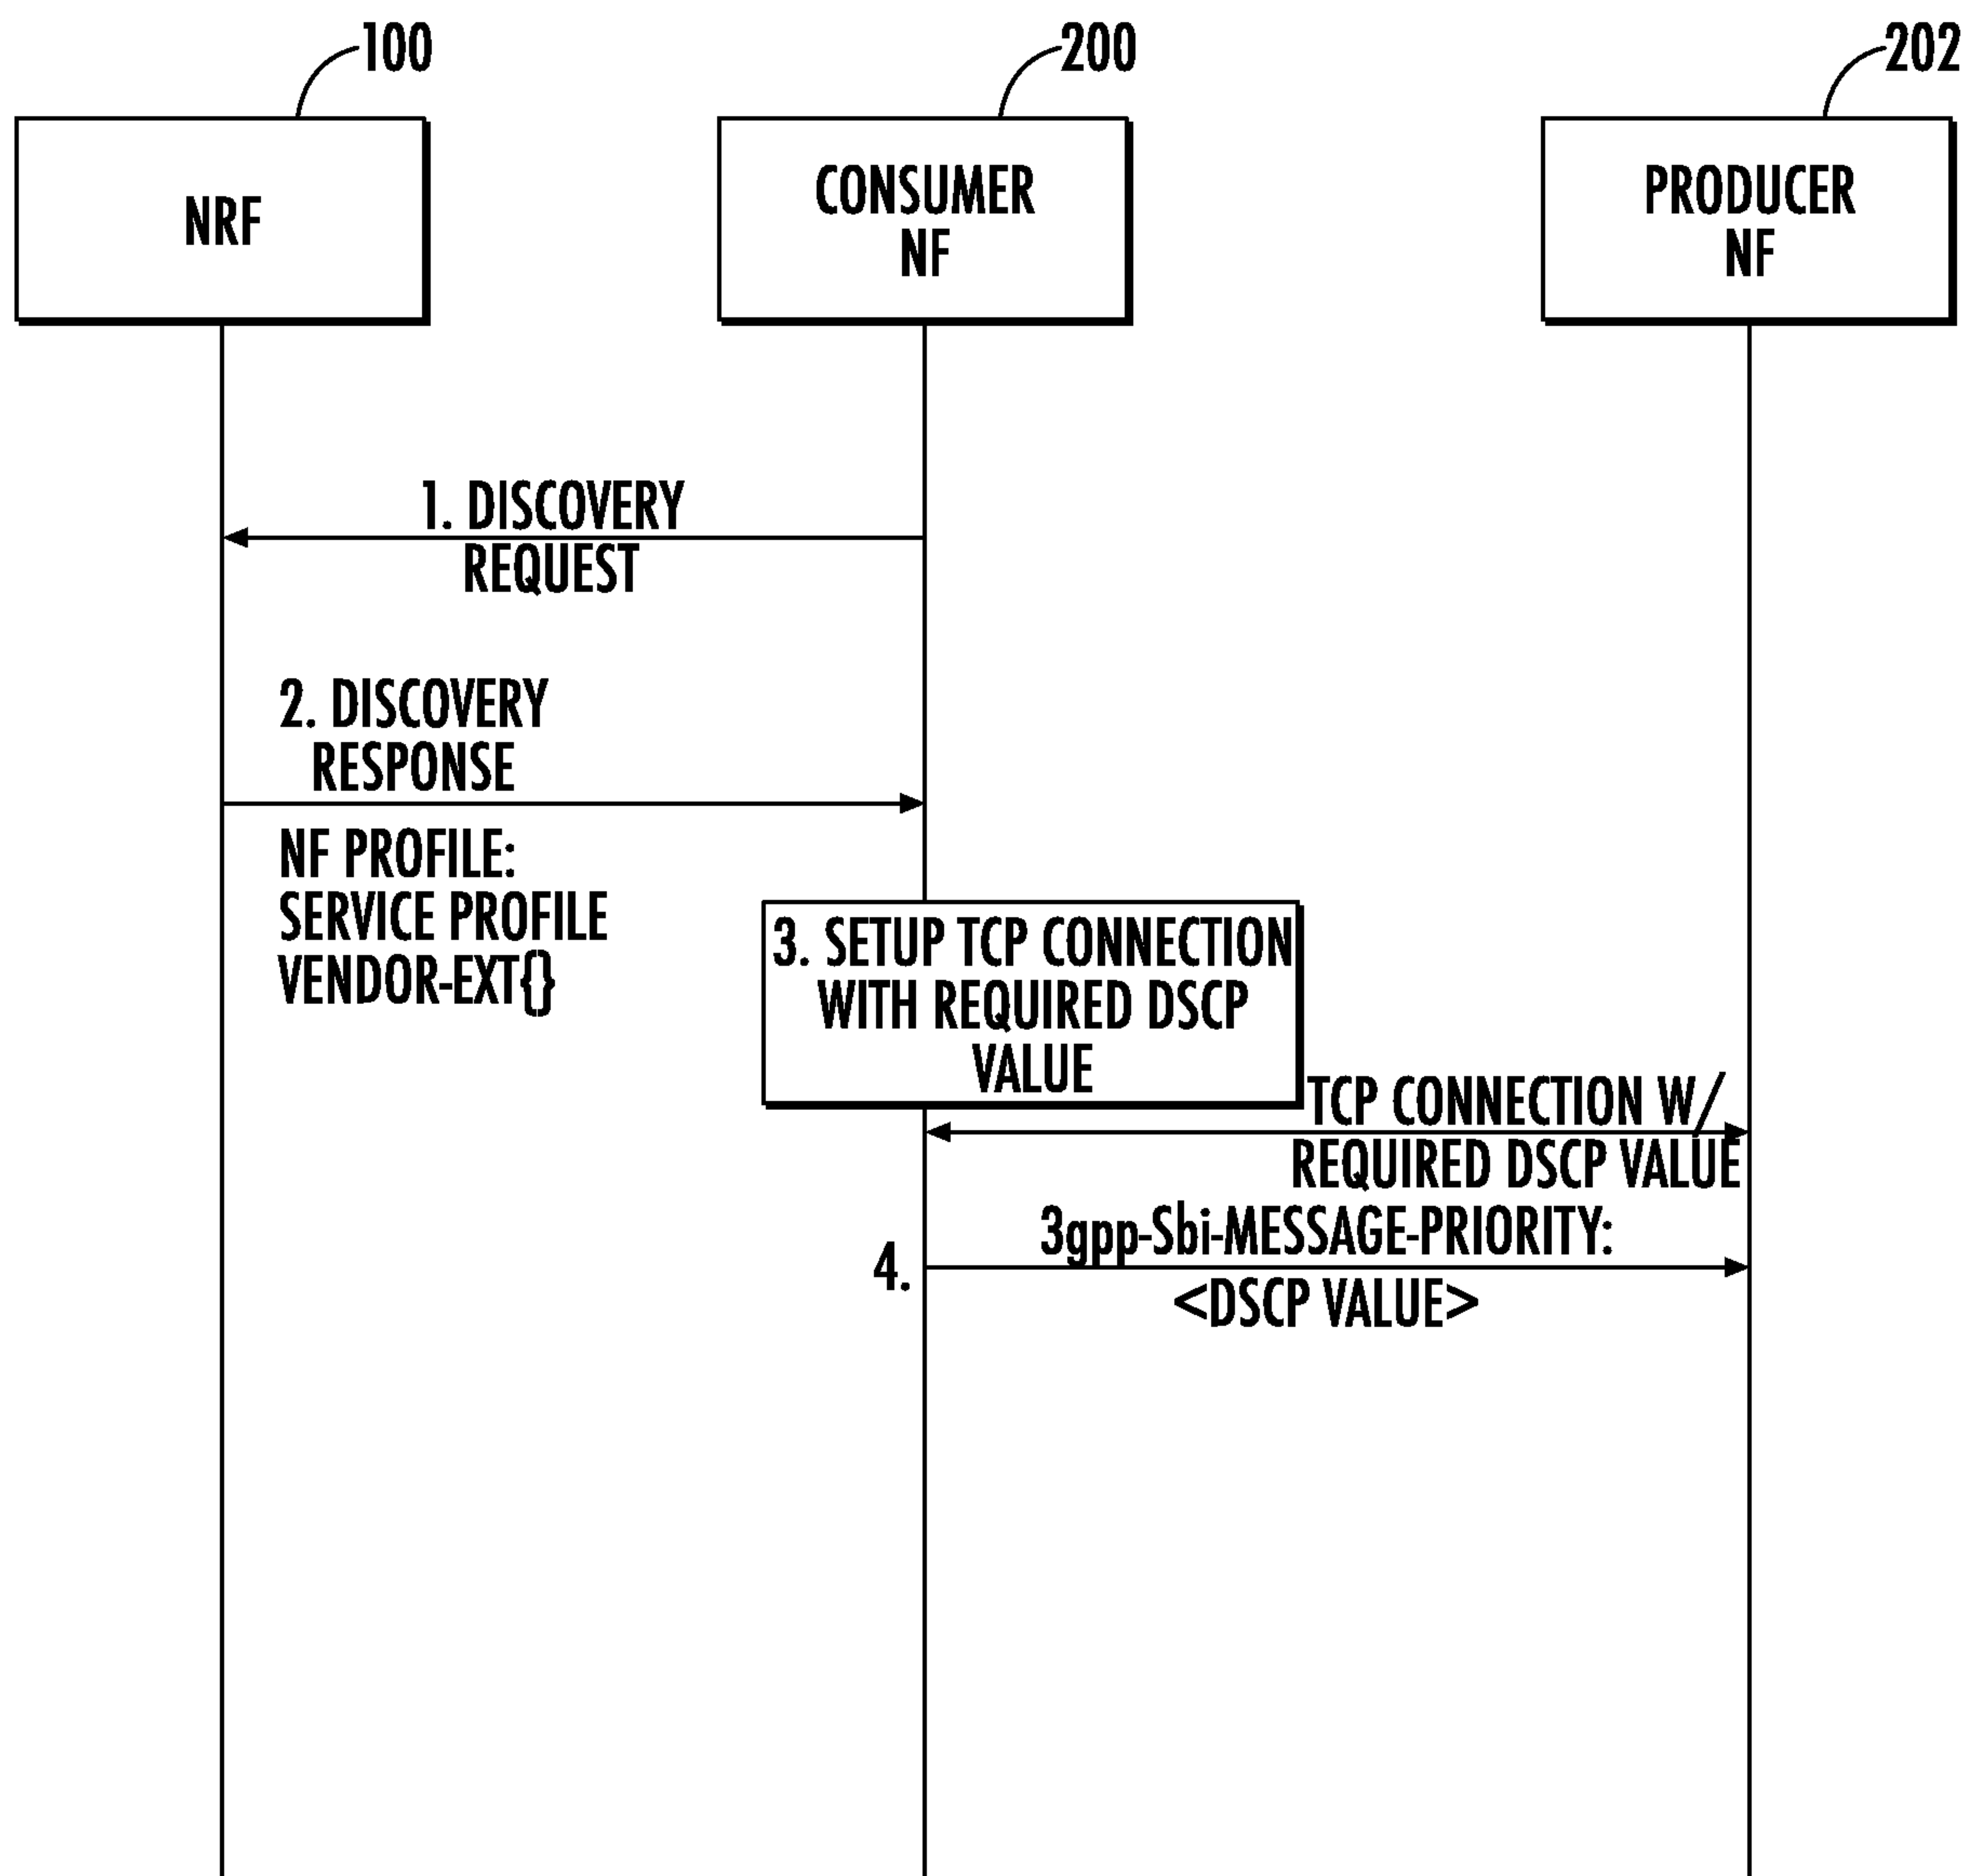 100
200
202
NRF
CONSUMER
NF
PRODUCER
NF
1. DISCOVERY
REQUEST
2. DISCOVERY
RESPONSE
NF PROFILE:
SERVICE PROFILE
VENDOR-EXT{}
3. SETUP TCP CONNECTION
WITH REQUIRED DSCP
VALUE
TCP CONNECTION W/
REQUIRED DSCP VALUE
3gpp-Sbi-MESSAGE-PRIORITY:
4.
<DSCP VALUE>